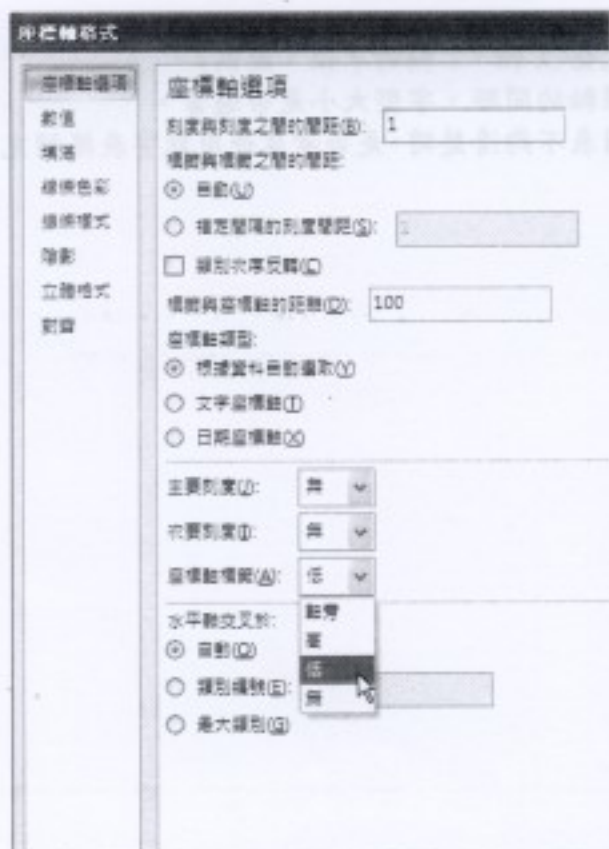 座標軸格式
座標軸選項
數值
填滿
線條色彩
線條樣式
陰影
立體格式
對齊
座標軸選項
刻度與刻度之間的間距(B): 1
標籤與標籤之間的間距:
自動(U)
指定間隔的刻度間距(S): 1
類別次序反轉(C)
標籤與座標軸的距離(D): 100
座標軸類型:
根據資料自動選取(Y)
文字座標軸(T)
日期座標軸(X)
主要刻度(J): 無
次要刻度(I): 無
座標軸標籤(A): 低
軸旁
高
低
無
水平軸交叉於:
自動(O)
類別編號(E):
最大類別(G)